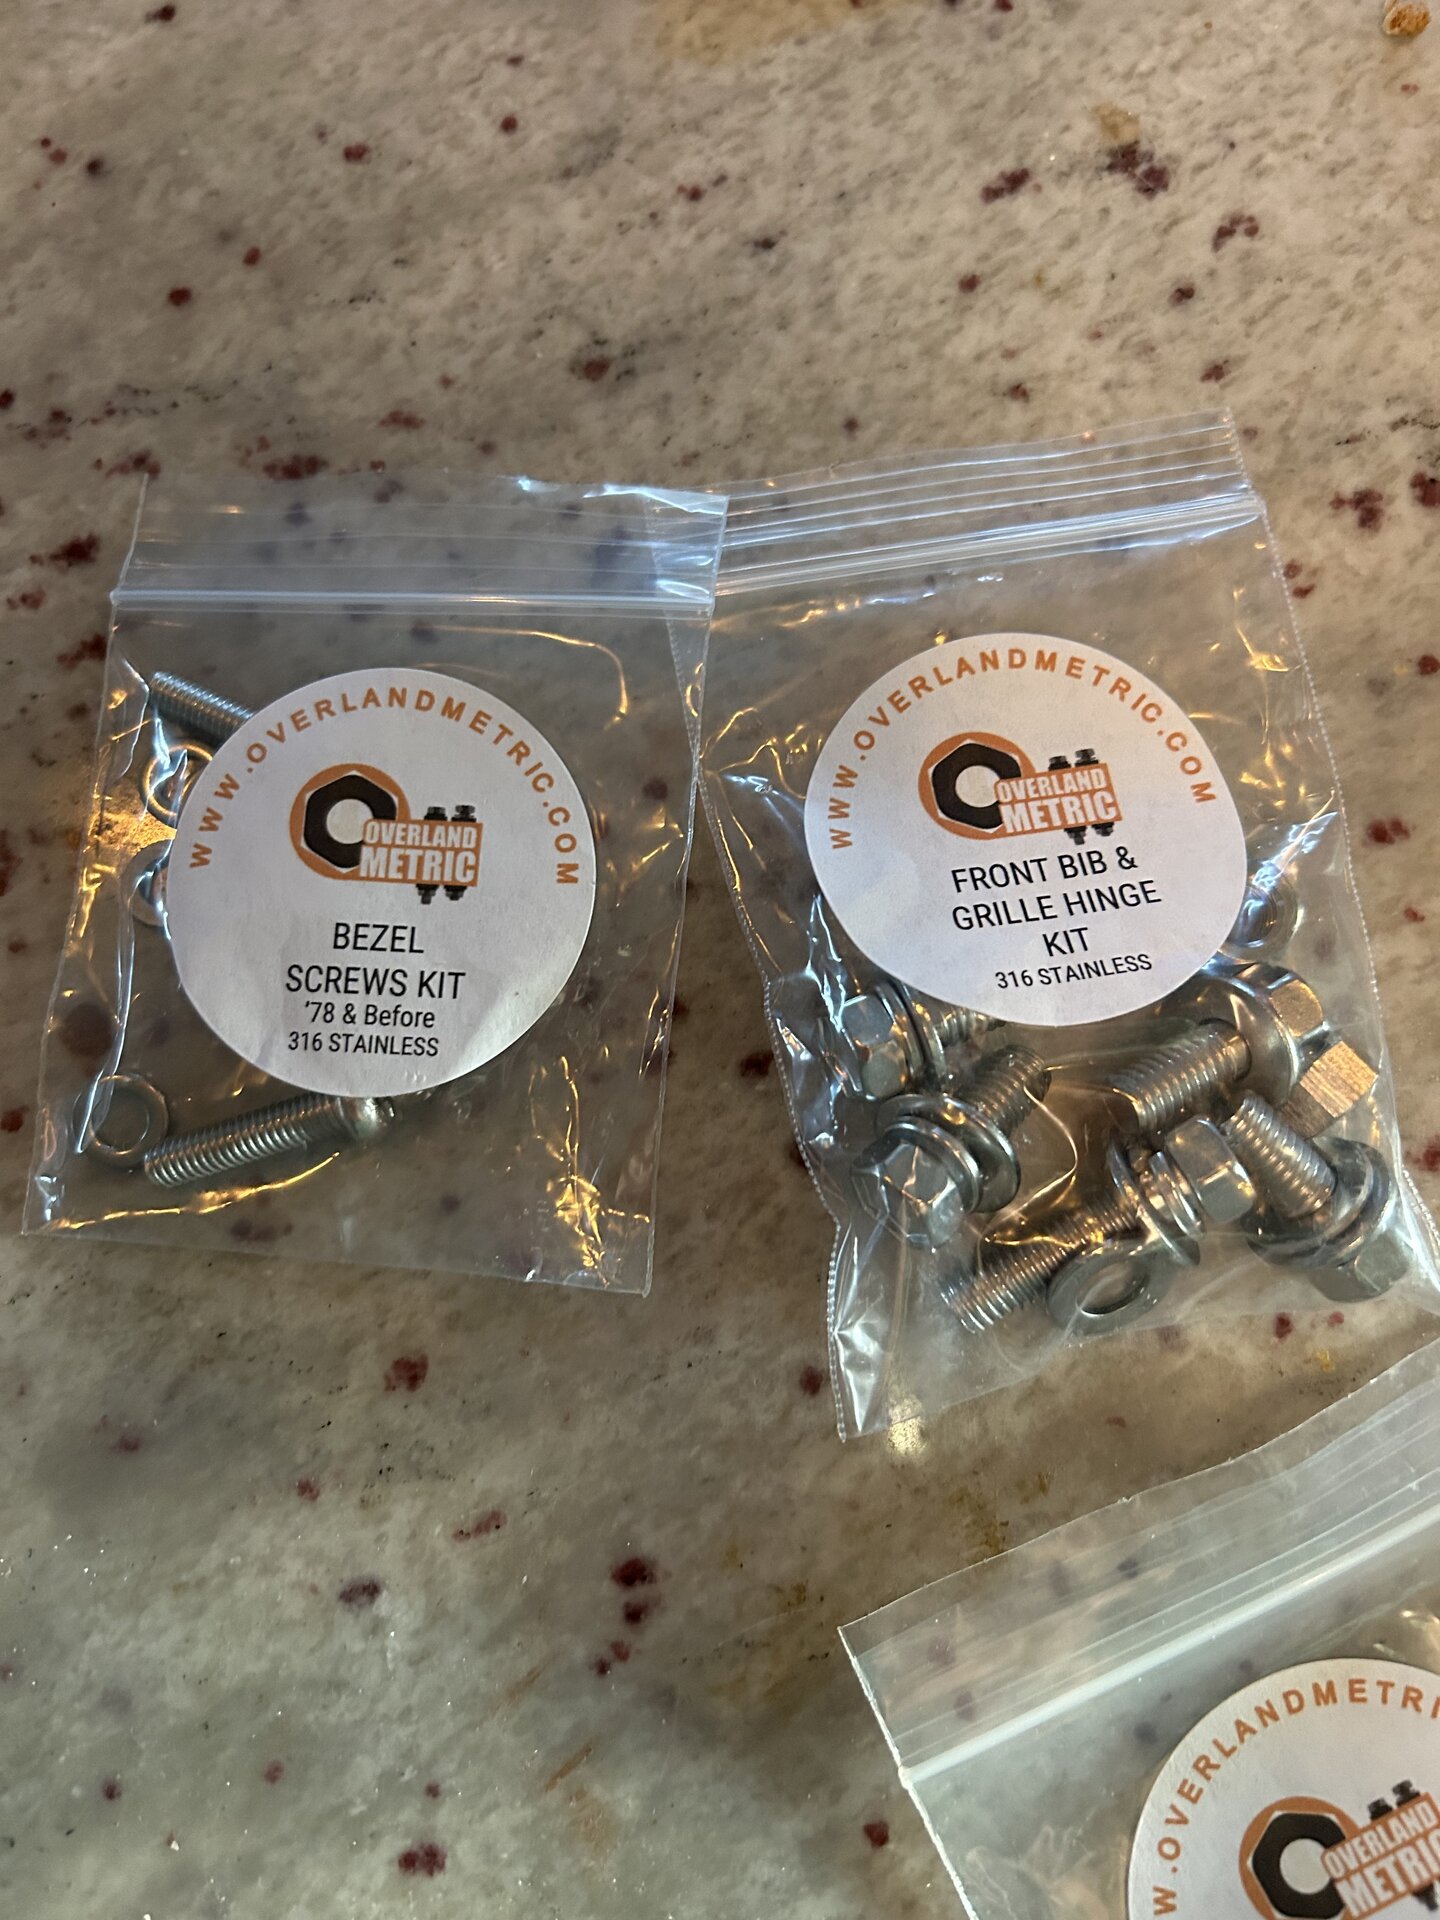 WWW.OVERLANDMETRIC.COM
OVERLAND
METRIC
BEZEL
SCREWS KIT
'78 & Before
316 STAINLESS
WWW.OVERLANDMETRIC.COM
OVERLAND
METRIC
FRONT BIB &
GRILLE HINGE
KIT
316 STAINLESS
W.OVERLANDMETRI
OVERLAND
METRIC